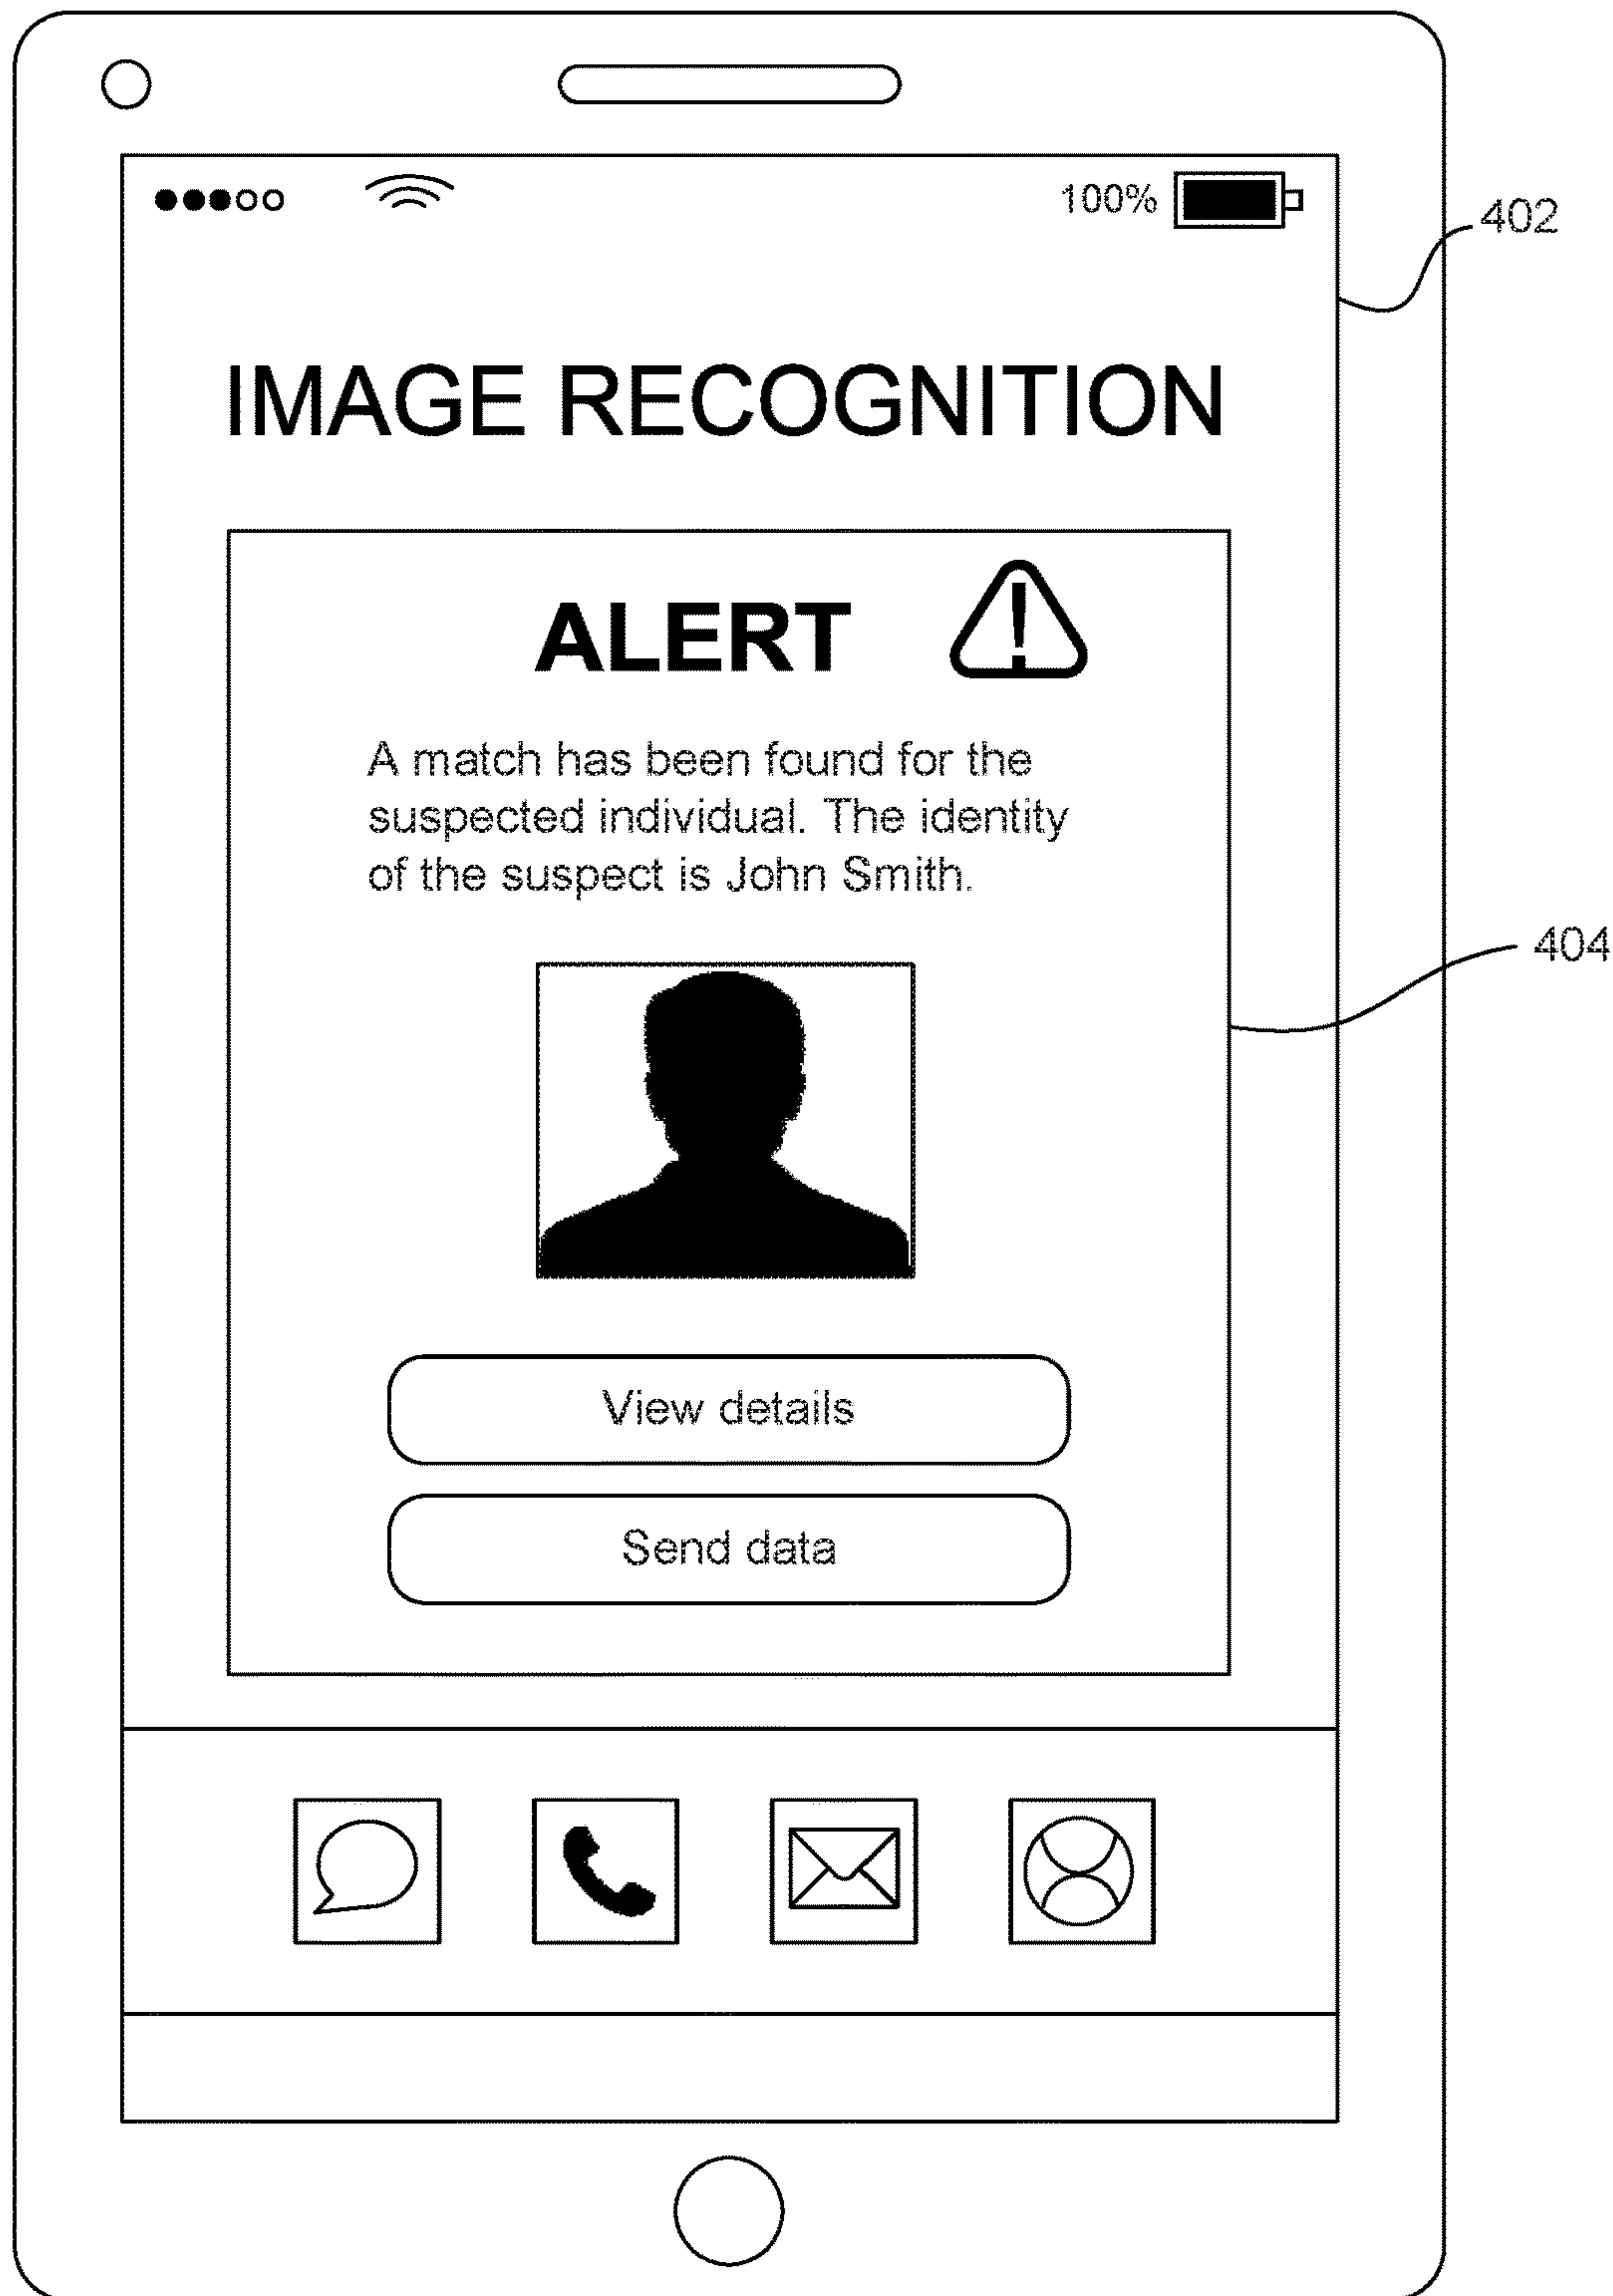 100%
402
IMAGE RECOGNITION
ALERT
A match has been found for the
suspected individual. The identity
of the suspect is John Smith.
404
View details
Send data